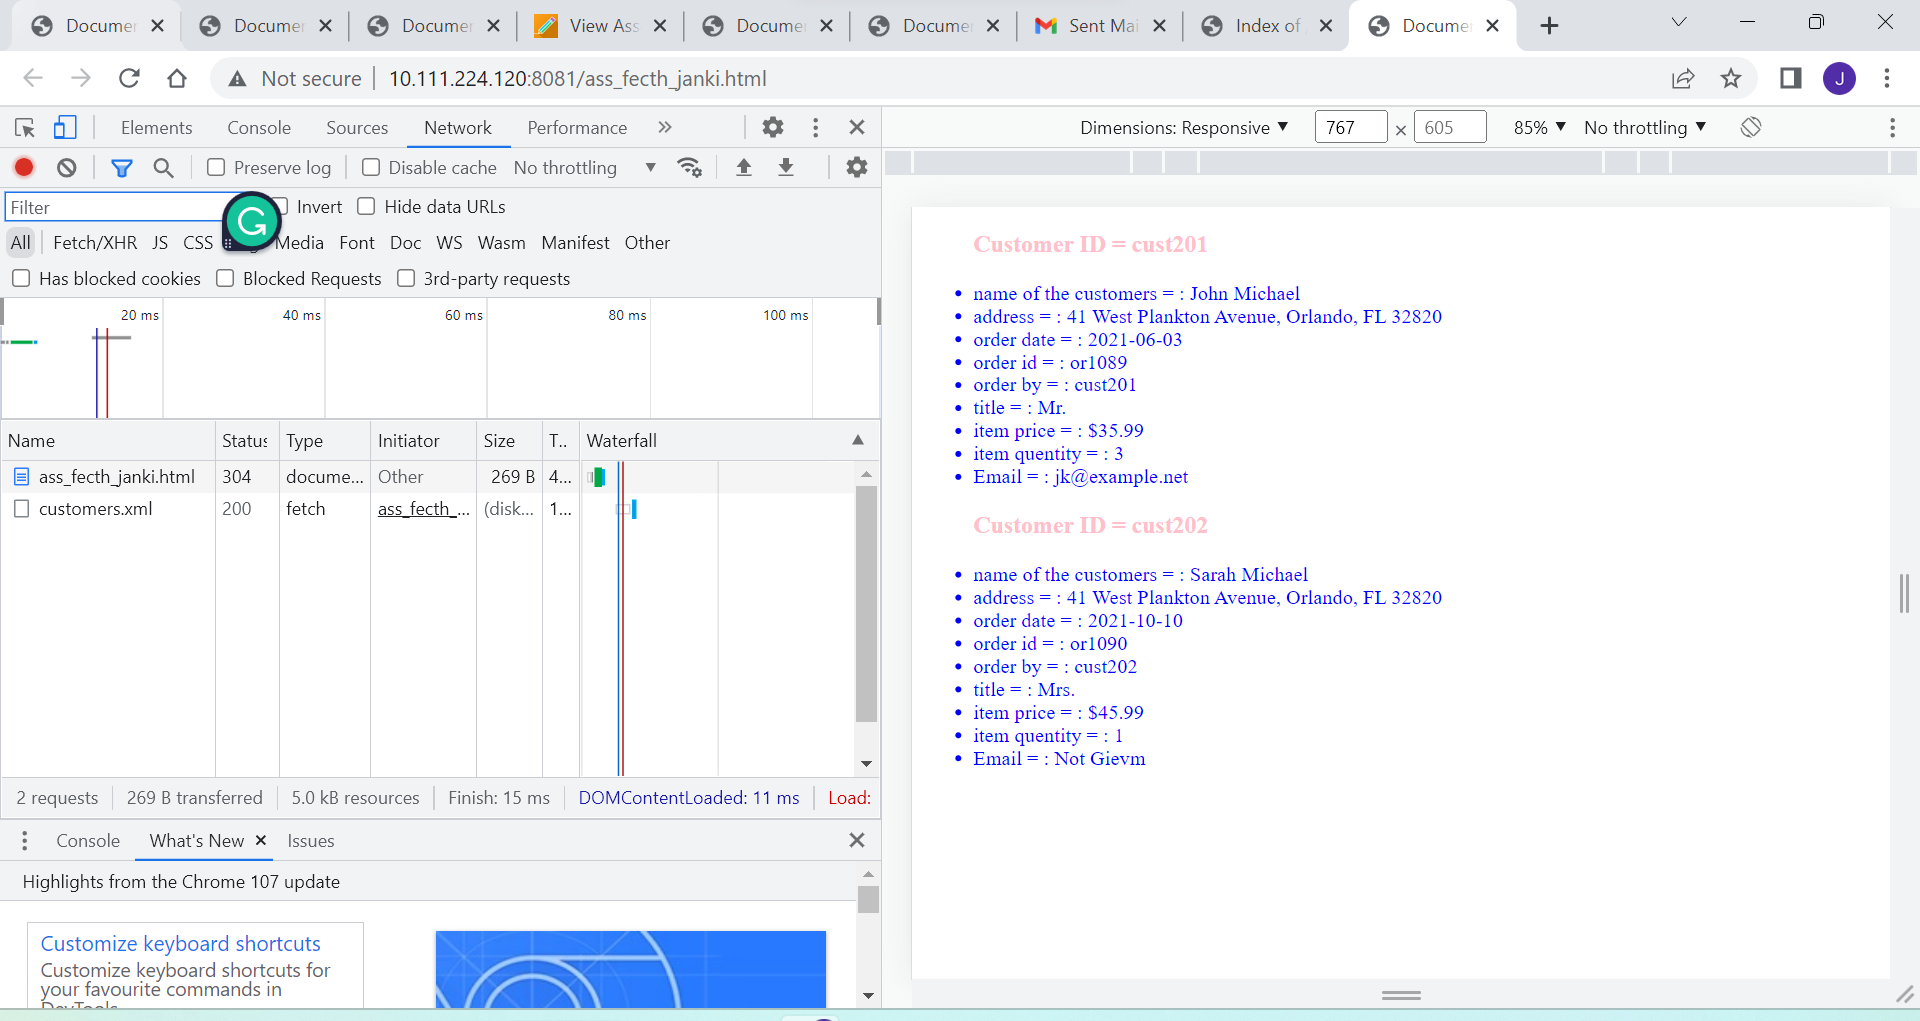 Documen Documen Documen View Ass Documen Documen Sent Mai Index of Documen
Not secure 10.111.224.120:8081/ass_fecth_janki.html J
Elements Console Sources Network Performance
Dimensions: Responsive 767 × 605 85% No throttling
Preserve log Disable cache No throttling
Filter Invert Hide data URLs
All Fetch/XHR JS CSS Media Font Doc WS Wasm Manifest Other
Has blocked cookies Blocked Requests 3rd-party requests
20 ms 40 ms 60 ms 80 ms 100 ms
Name Status Type Initiator Size T.. Waterfall
ass_fecth_janki.html 304 docume... Other 269 B 4...
customers.xml 200 fetch ass_fecth_... (disk... 1...
2 requests 269 B transferred 5.0 kB resources Finish: 15 ms DOMContentLoaded: 11 ms Load:
Console What's New Issues
Highlights from the Chrome 107 update
Customize keyboard shortcuts
Customize keyboard shortcuts for
your favourite commands in
DevTools
Customer ID = cust201
• name of the customers = : John Michael
• address = : 41 West Plankton Avenue, Orlando, FL 32820
• order date = : 2021-06-03
• order id = : or1089
• order by = : cust201
• title = : Mr.
• item price = : $35.99
• item quentity = : 3
• Email = : jk@example.net
Customer ID = cust202
• name of the customers = : Sarah Michael
• address = : 41 West Plankton Avenue, Orlando, FL 32820
• order date = : 2021-10-10
• order id = : or1090
• order by = : cust202
• title = : Mrs.
• item price = : $45.99
• item quentity = : 1
• Email = : Not Gievm